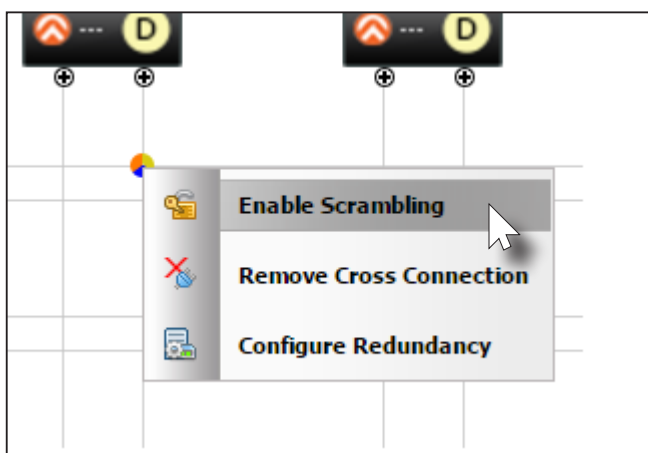 --- D --- D
Enable Scrambling
Remove Cross Connection
Configure Redundancy